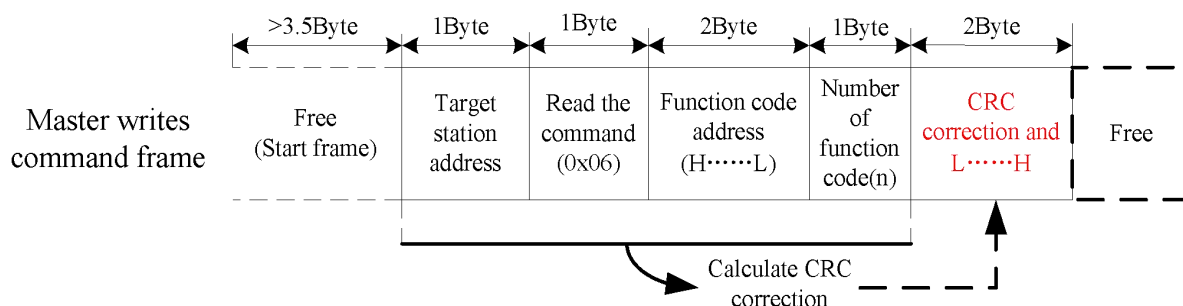 >3.5Byte
1Byte
1Byte
2Byte
1Byte
2Byte
Master writes
command frame
Free
(Start frame)
Target
station
address
Read the
command
(0x06)
Function code
address
(H······L)
Number
of
function
code(n)
CRC
correction and
L······H
Free
Calculate CRC
correction